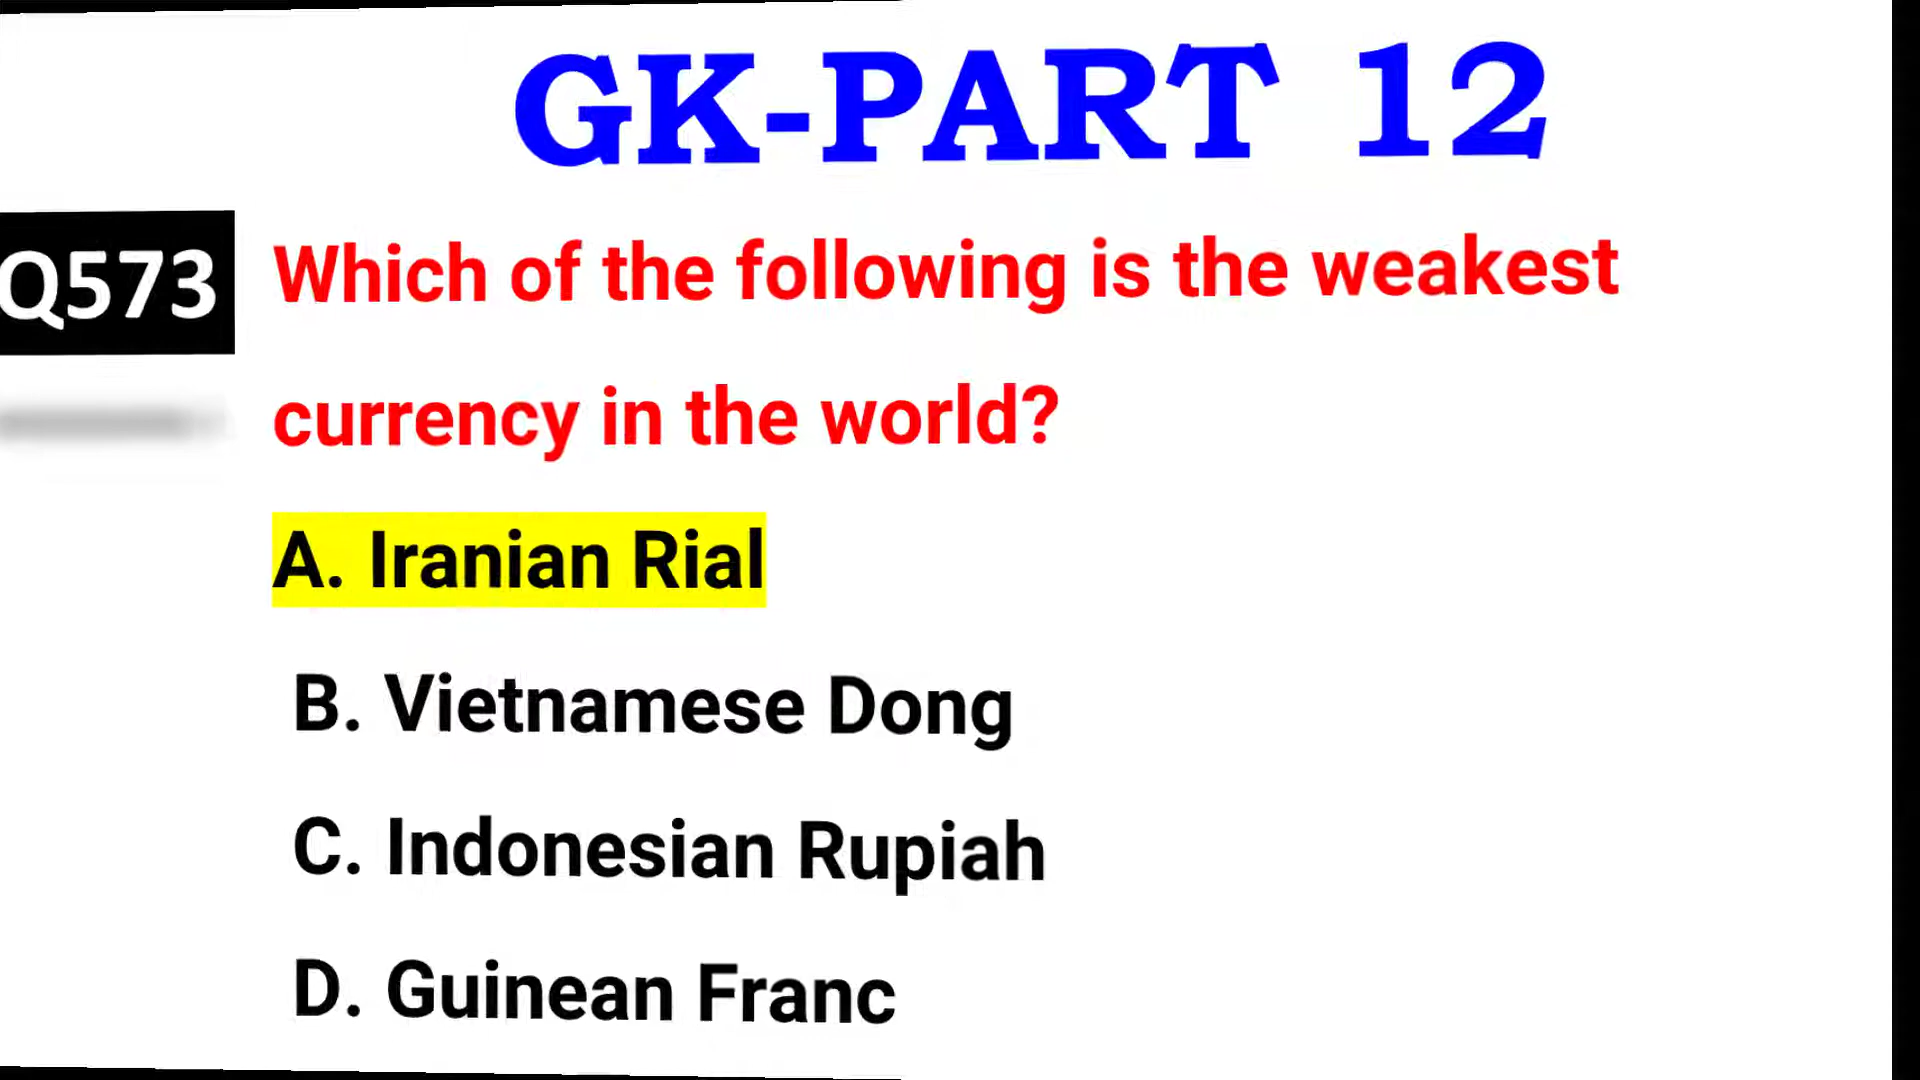 GK-PART 12
Q573 Which of the following is the weakest
currency in the world?
A. Iranian Rial
B. Vietnamese Dong
C. Indonesian Rupiah
D. Guinean Franc